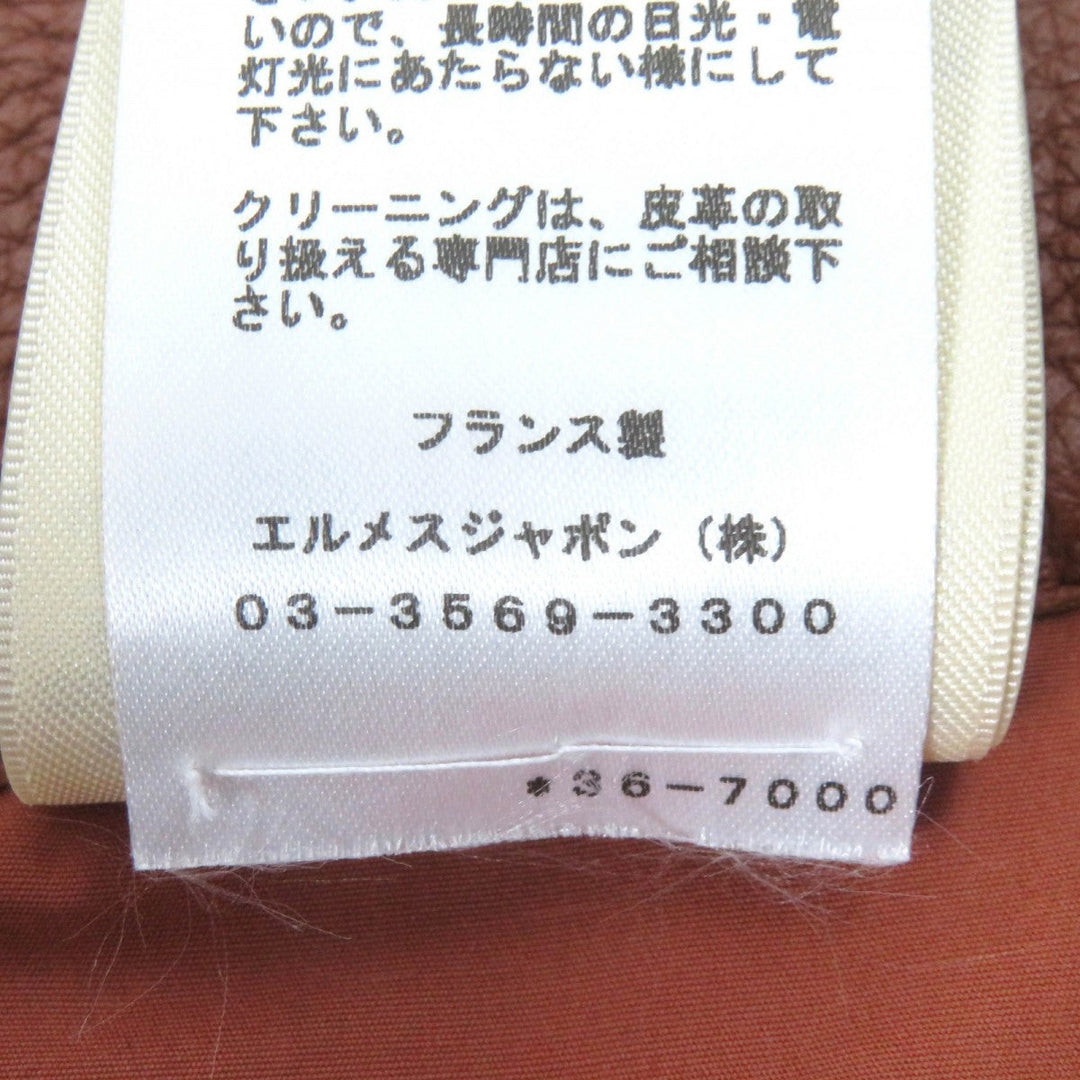 いので、長時間の日光・電
灯光にあたらない様にして
下さい。
クリーニングは、皮革の取
り扱える専門店にご相談下
さい。
フランス製
エルメスジャポン（株）
03-3569-3300
*36-7000